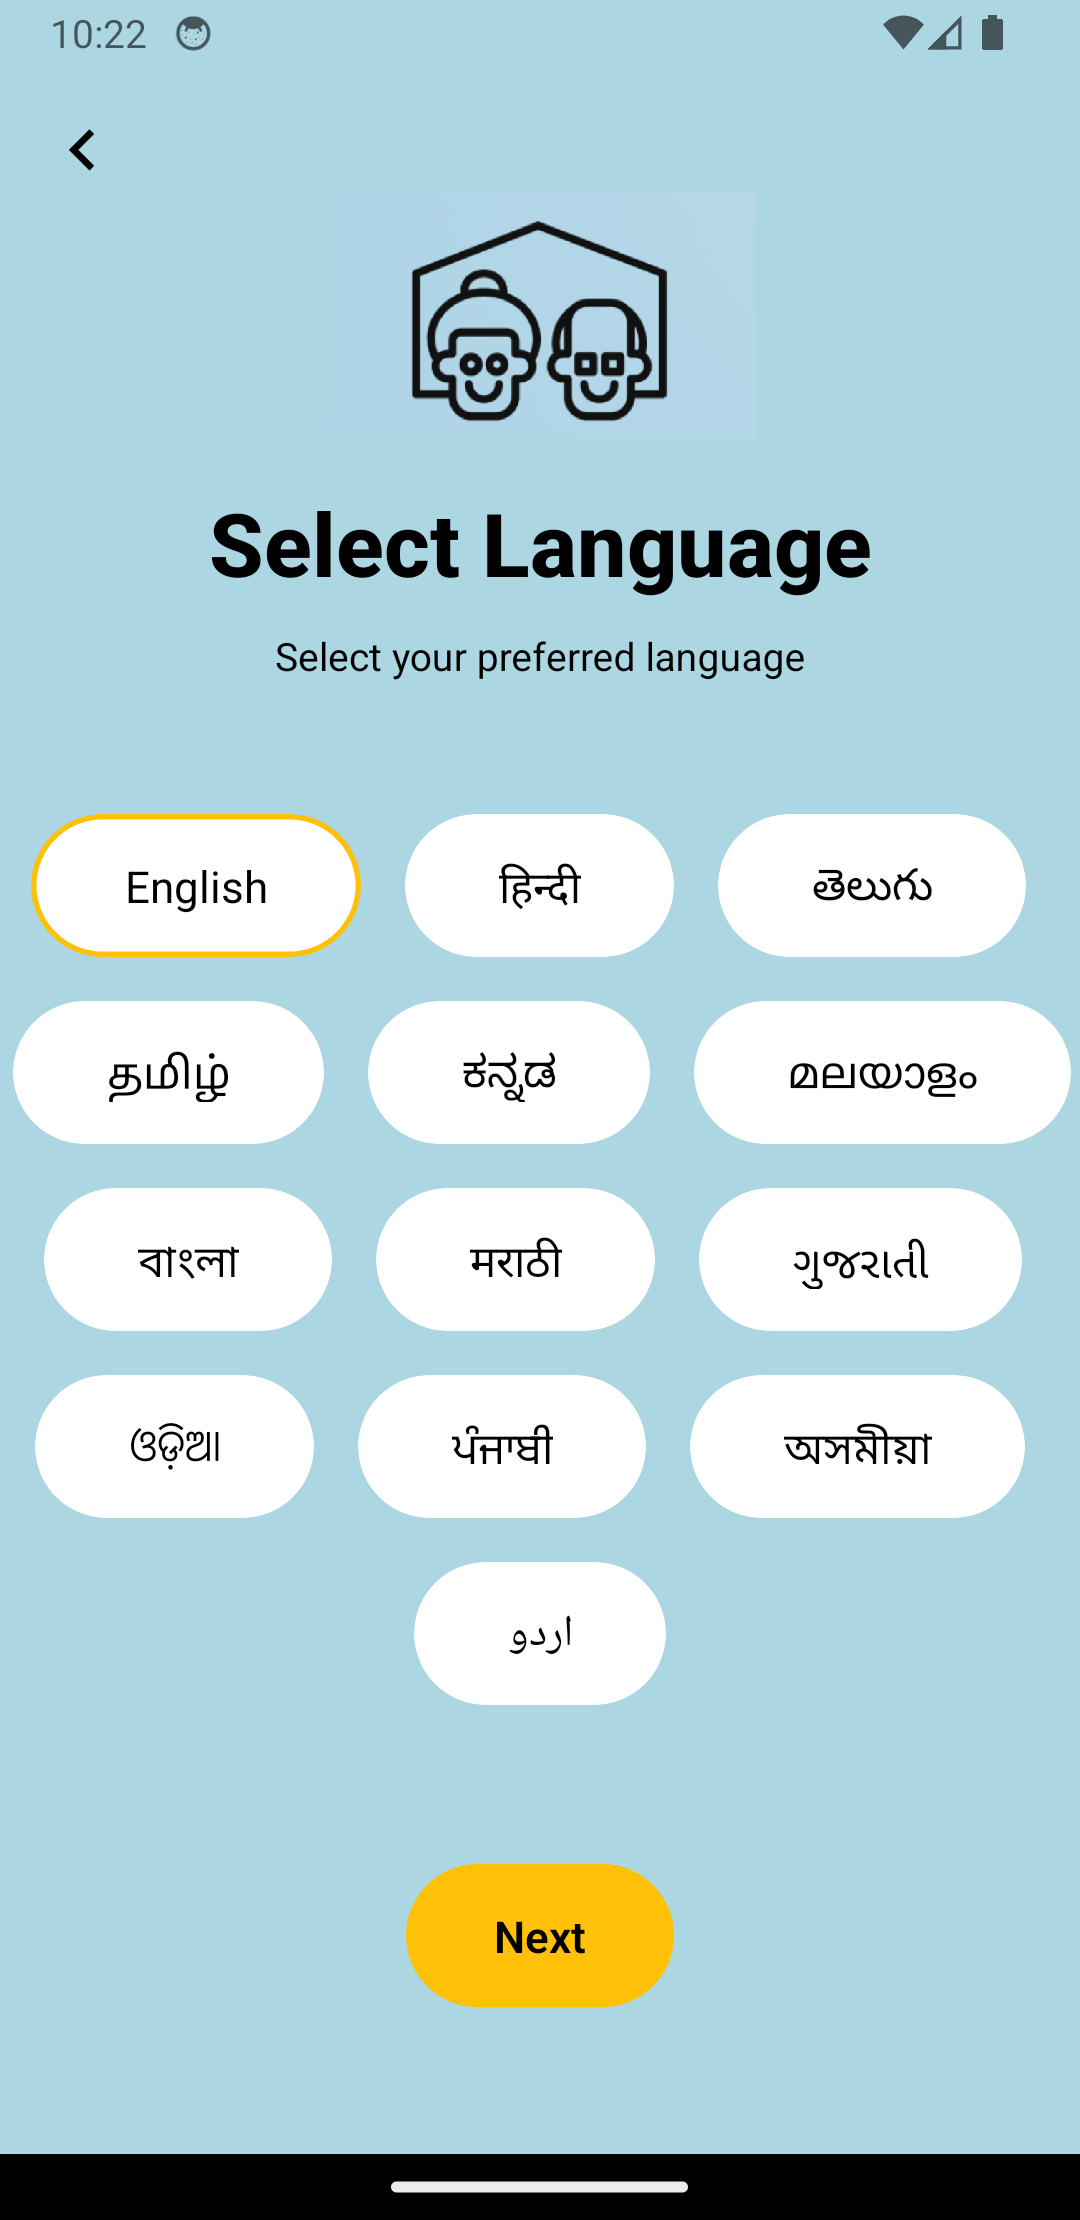 10:22
Select Language
Select your preferred language
English
हिन्दी
తెలుగు
தமிழ்
ಕನ್ನಡ
മലയാളം
বাংলা
मराठी
ગુજરાતી
ଓଡ଼ିଆ
ਪੰਜਾਬੀ
অসমীয়া
اردو
Next